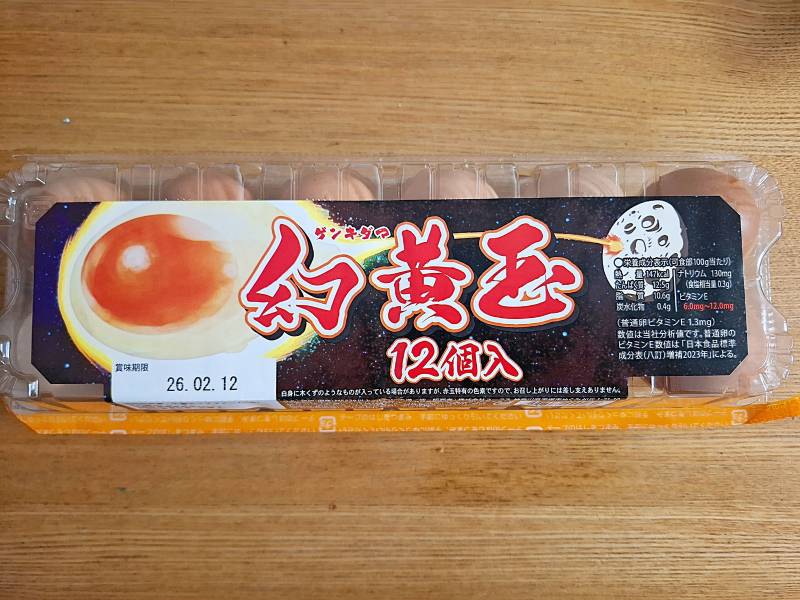 ゲンキダマ
幻黄玉
12個入
賞味期限
26.02.12
●栄養成分表示(可食部100g当たり)
熱 量 147kcal ナトリウム 130mg
たんぱく質 12.5g (食塩相当量 0.3g)
脂 質 10.6g ビタミンE
炭水化物 0.4g 6.0mg〜12.0mg
(普通卵ビタミンE 1.3mg)
数値は当社分析値です。普通卵の
ビタミンE数値は「日本食品標準
成分表(八訂)増補2023年」による。
白身に木くずのようなものが入っている場合がありますが、赤玉特有の色素ですので、お召し上がりには差し支えありません。